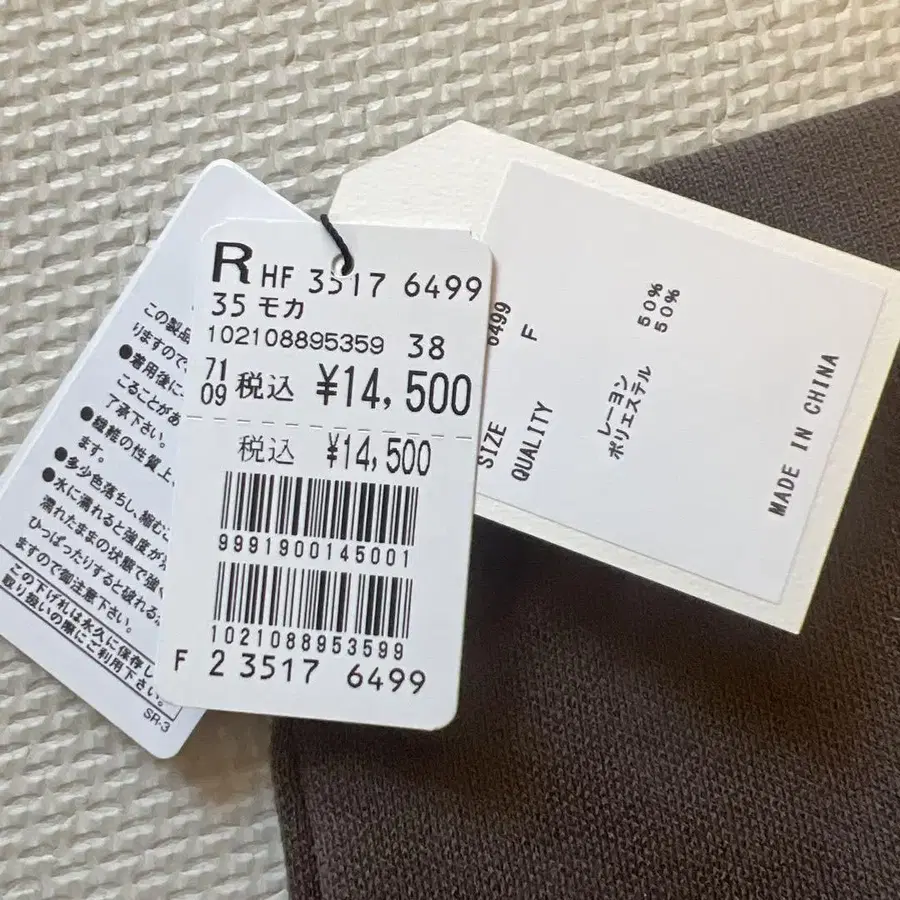 R HF 3517 6499
35 モカ
102108895359 38
71
09 税込 ¥14,500
税込 ¥14,500
9991900145001
1021088953599
F 2 3517 6499
この製品
りますので、
●着用後に
こることがあ
了承下さい。
●繊維の性質上、
ます。
●多少色落ちし、縮むこ
●水に濡れると強度が
濡れたままの状態で強く
ひっぱったりすると破れる
ますので御注意下さい。
この下げ札は永久に保存し
取り扱いの際にご利用下さい。
SR-3
6499
SIZE F
QUALITY
レーヨン 50%
ポリエステル 50%
MADE IN CHINA